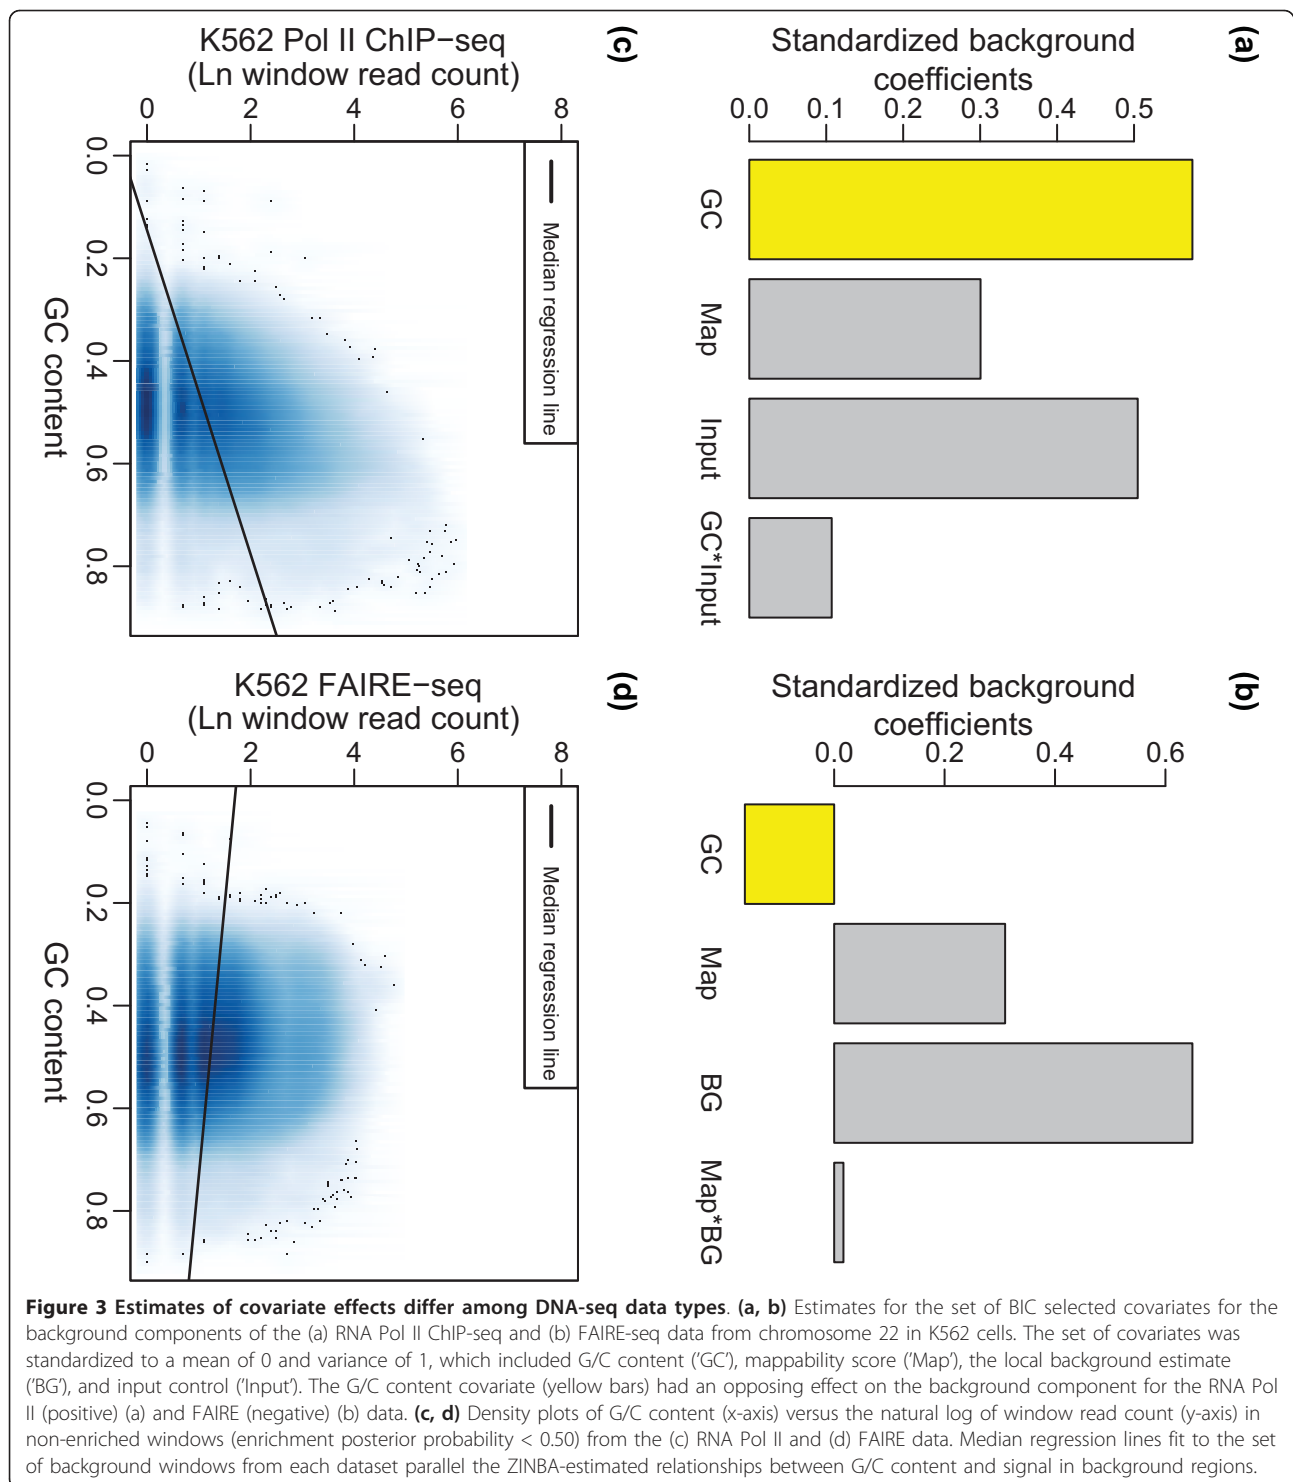 (a)
Standardized background
coefficients
0.0 0.1 0.2 0.3 0.4 0.5
GC
Map
Input
GC*Input
(b)
Standardized background
coefficients
0.0 0.2 0.4 0.6
GC
Map
BG
Map*BG
(c)
K562 Pol II ChIP−seq
(Ln window read count)
0 2 4 6 8
0.0 0.2 0.4 0.6 0.8
GC content
Median regression line
(d)
K562 FAIRE−seq
(Ln window read count)
0 2 4 6 8
0.0 0.2 0.4 0.6 0.8
GC content
Median regression line
Figure 3 Estimates of covariate effects differ among DNA-seq data types. (a, b) Estimates for the set of BIC selected covariates for the
background components of the (a) RNA Pol II ChIP-seq and (b) FAIRE-seq data from chromosome 22 in K562 cells. The set of covariates was
standardized to a mean of 0 and variance of 1, which included G/C content ('GC'), mappability score ('Map'), the local background estimate
('BG'), and input control ('Input'). The G/C content covariate (yellow bars) had an opposing effect on the background component for the RNA Pol
II (positive) (a) and FAIRE (negative) (b) data. (c, d) Density plots of G/C content (x-axis) versus the natural log of window read count (y-axis) in
non-enriched windows (enrichment posterior probability < 0.50) from the (c) RNA Pol II and (d) FAIRE data. Median regression lines fit to the set
of background windows from each dataset parallel the ZINBA-estimated relationships between G/C content and signal in background regions.